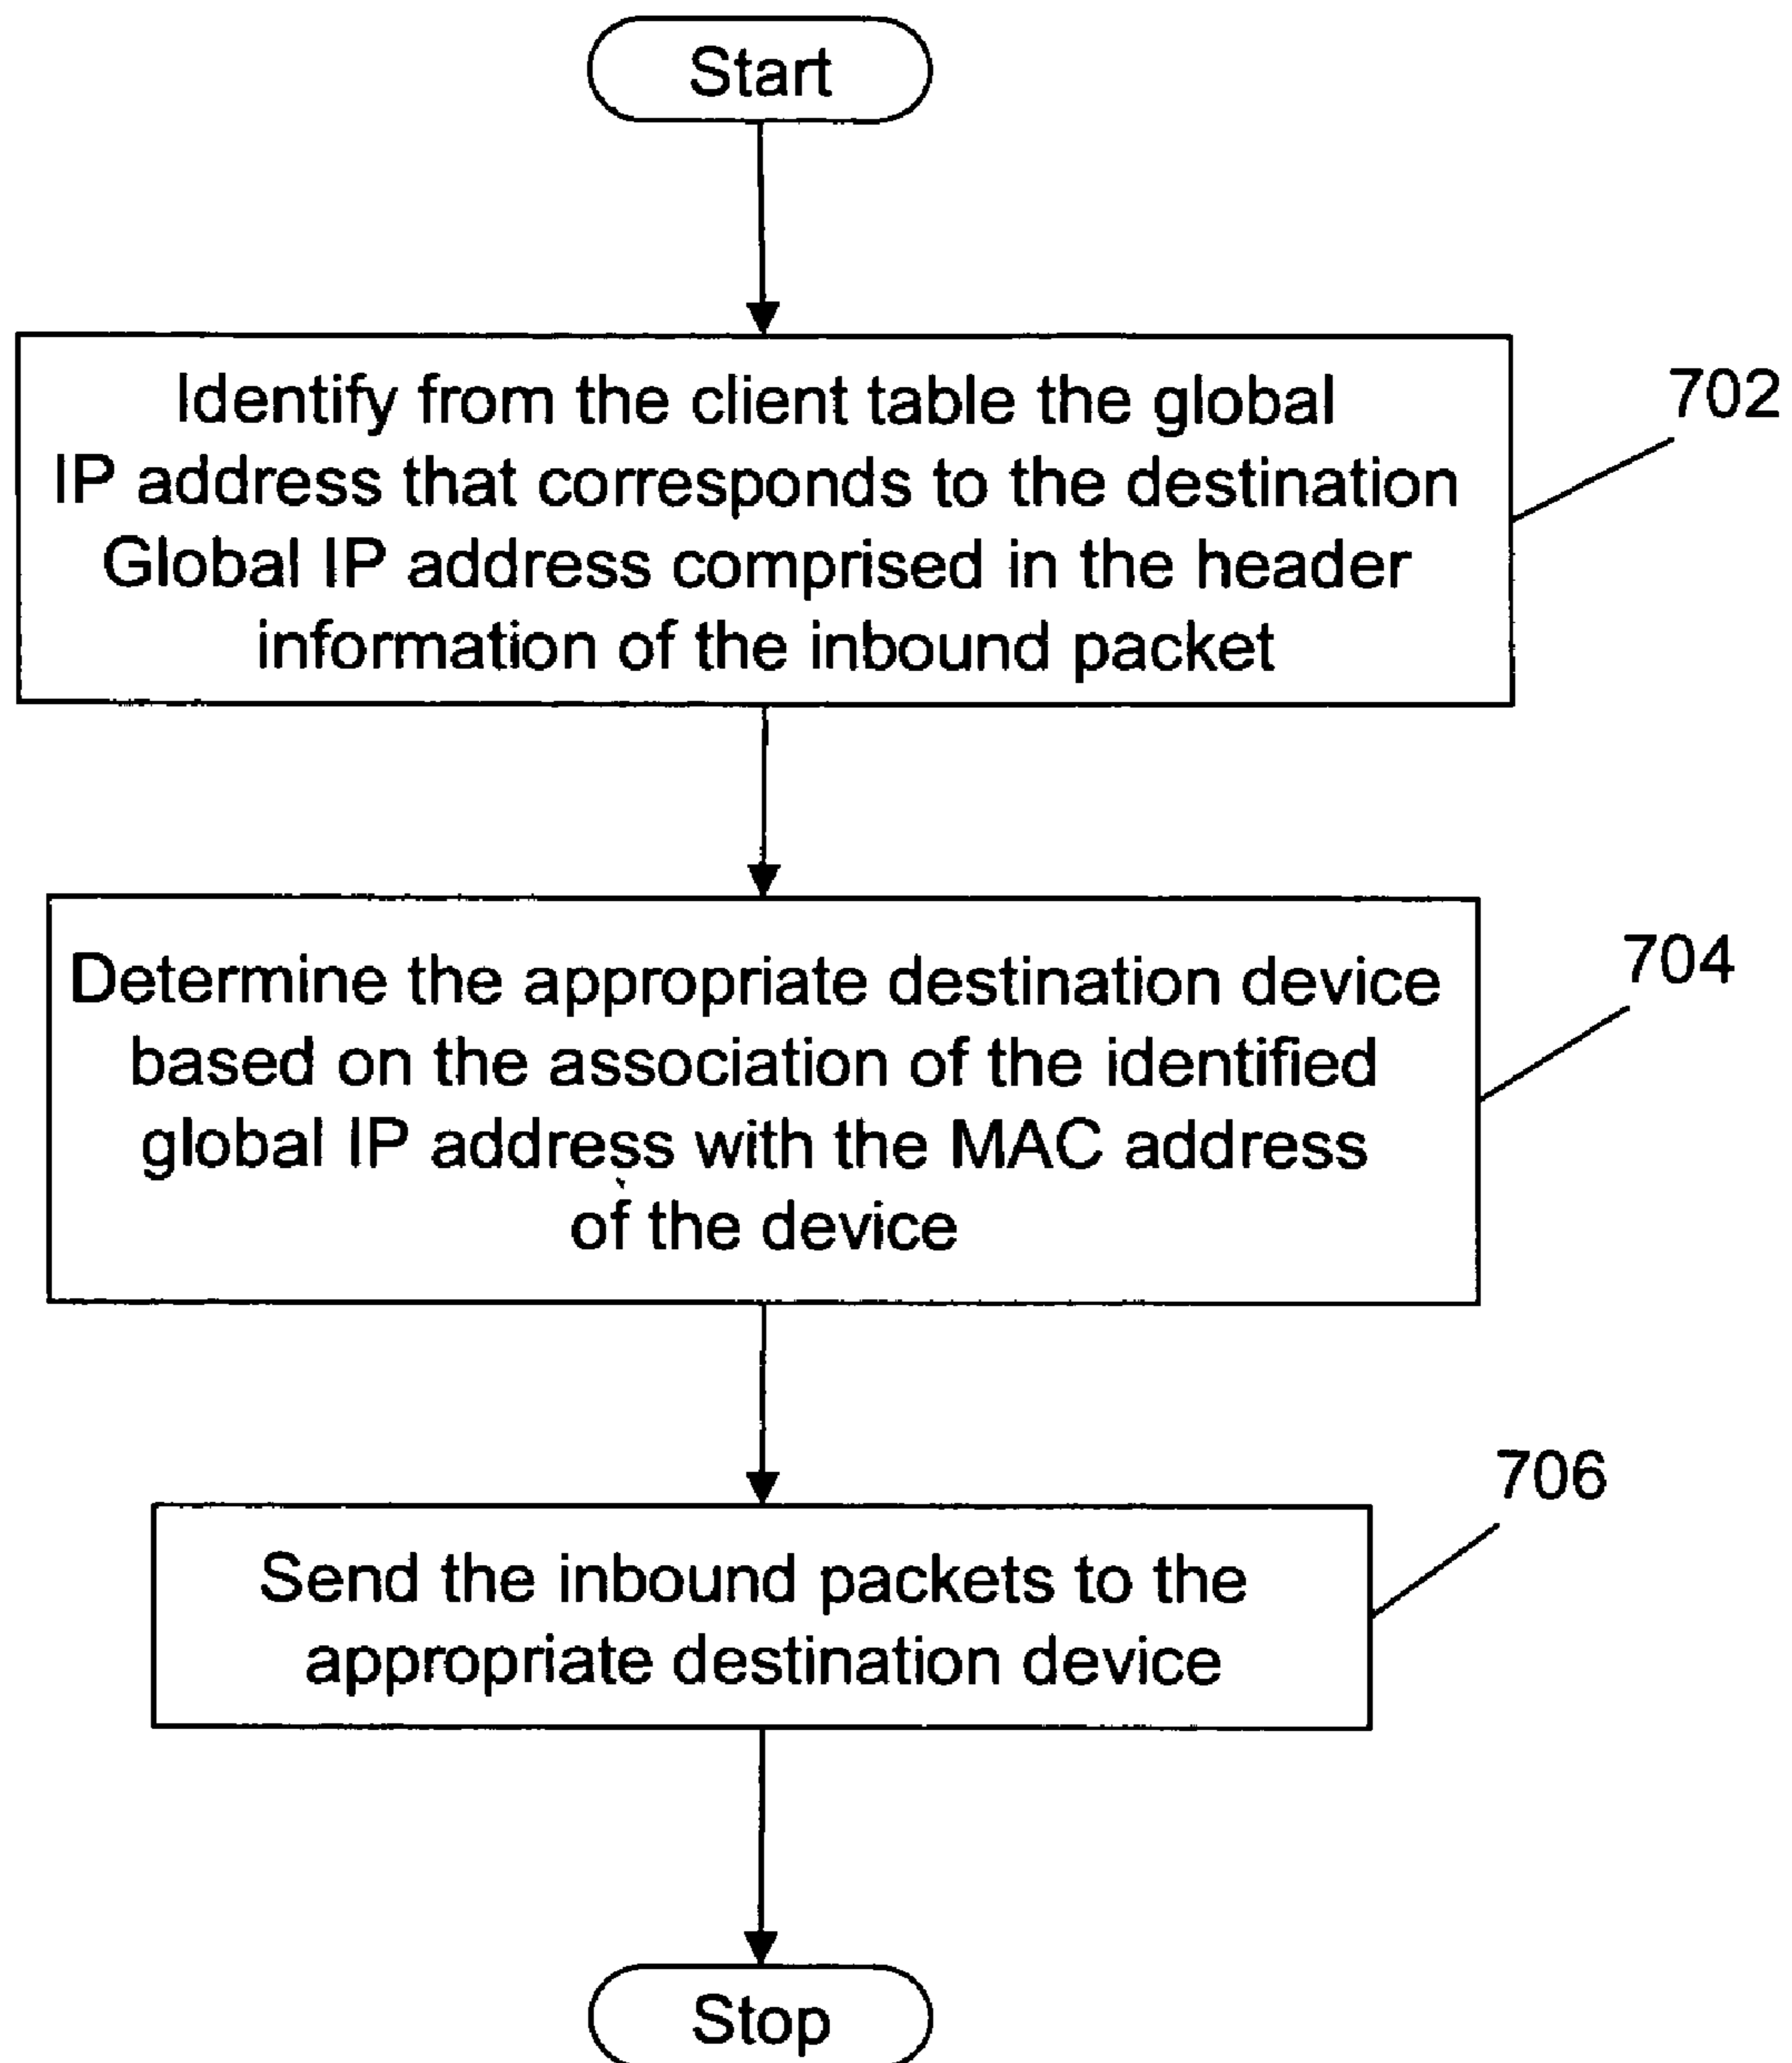 Start
Identify from the client table the global
IP address that corresponds to the destination
Global IP address comprised in the header
information of the inbound packet
702
Determine the appropriate destination device
based on the association of the identified
global IP address with the MAC address
of the device
704
Send the inbound packets to the
appropriate destination device
706
Stop